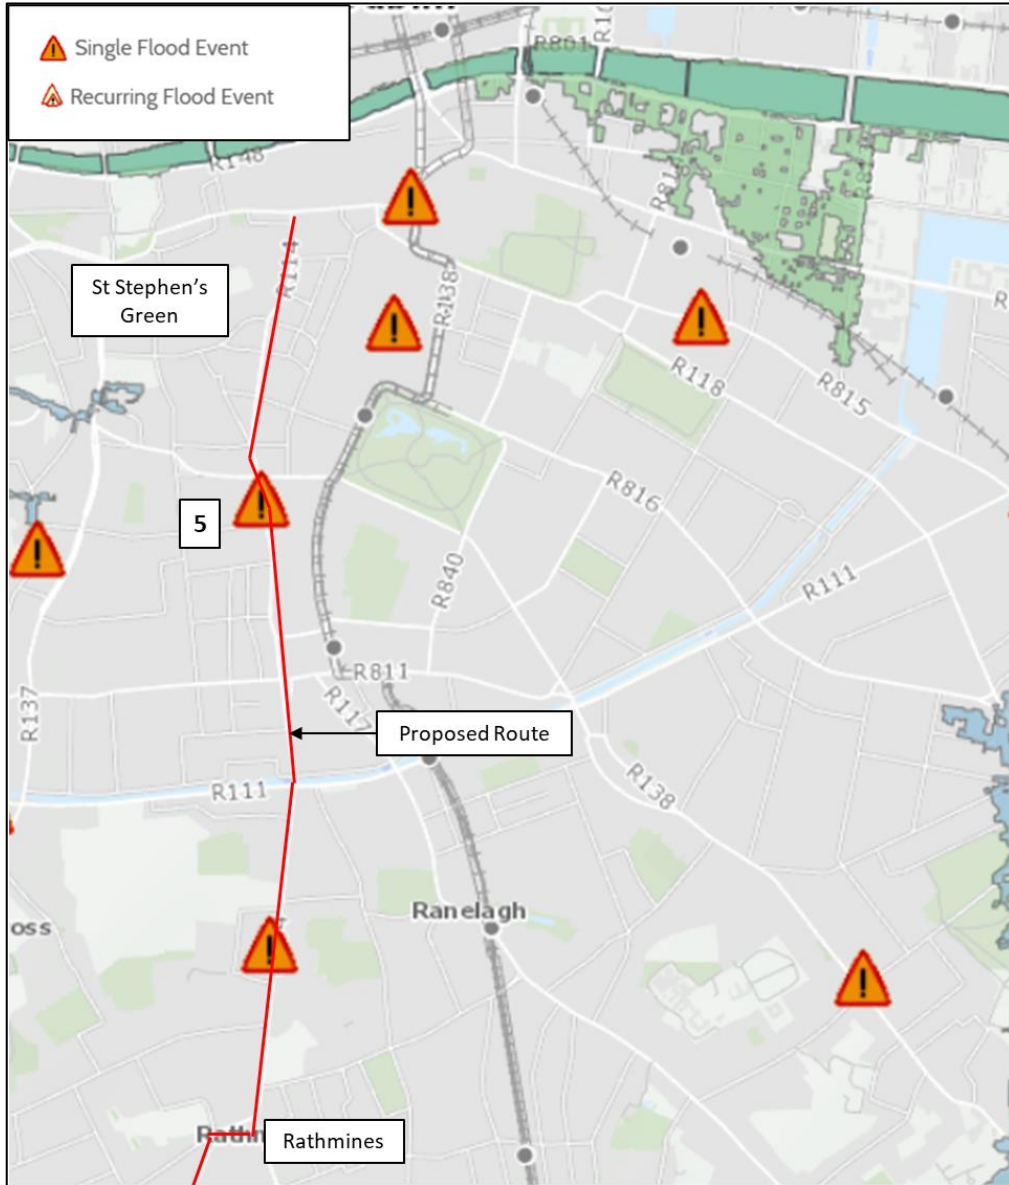 Single Flood Event
Recurring Flood Event
R801
R148
R114
St Stephen's
Green
R138
R118
R815
R816
5
R840
R111
R811
R137
R117
Proposed Route
R111
R138
Ranelagh
oss
Rathmines